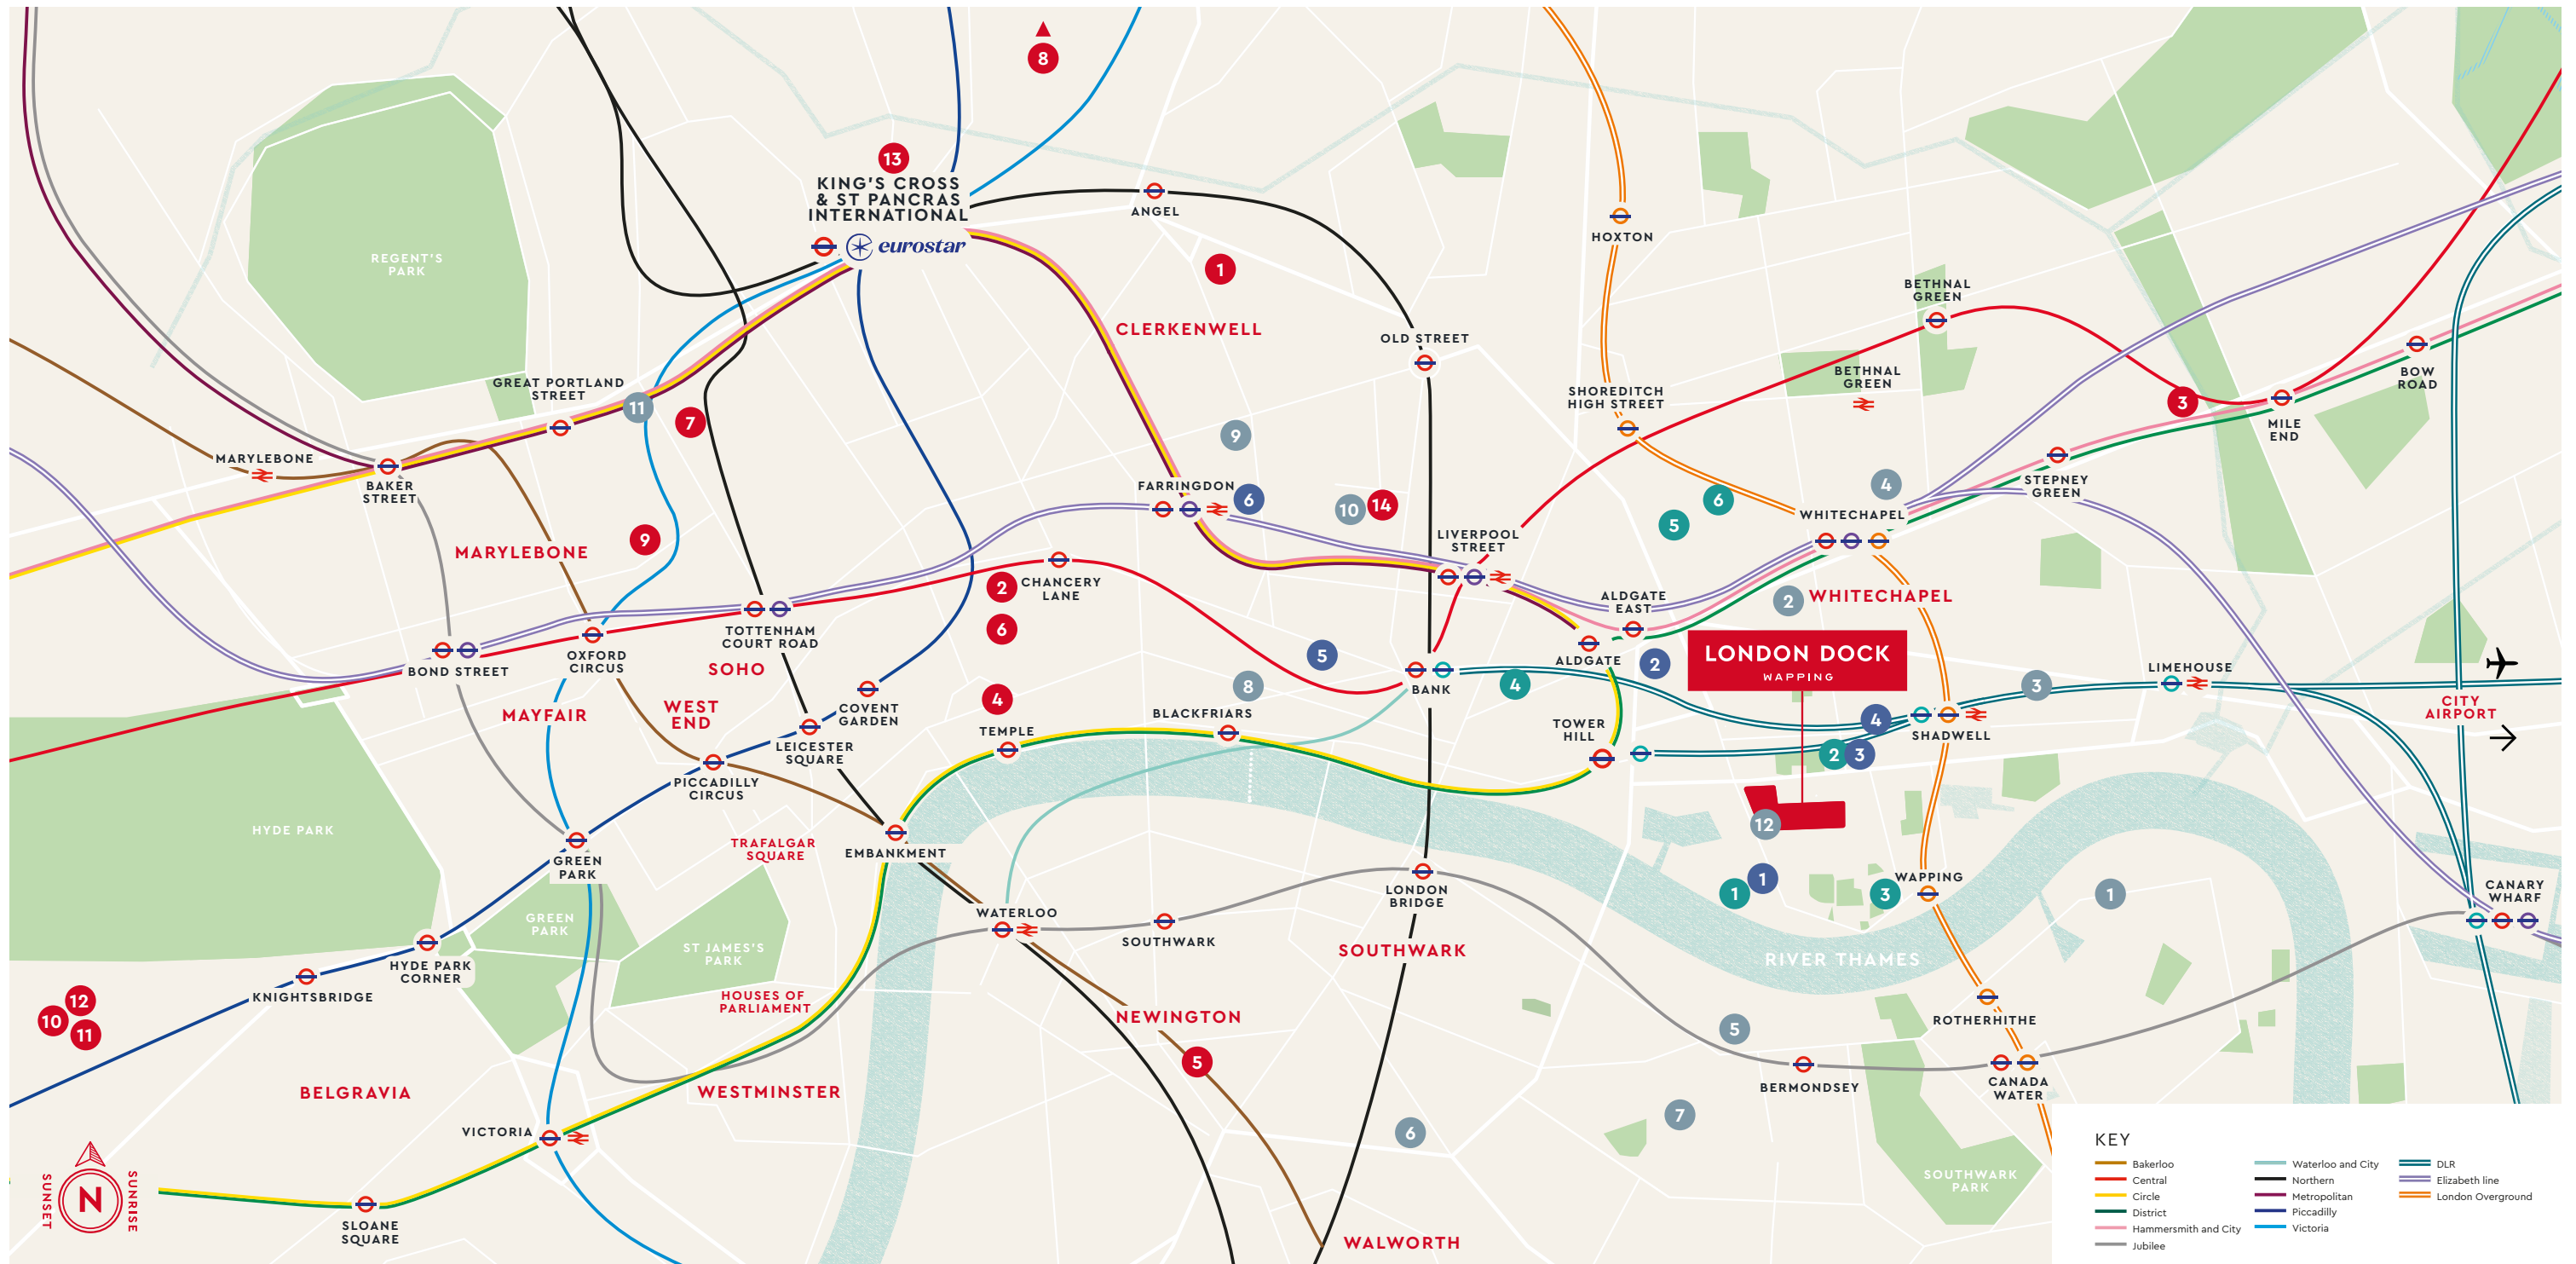 8
13
KING'S CROSS
& ST PANCRAS
INTERNATIONAL
eurostar
ANGEL
HOXTON
1
REGENT'S
PARK
CLERKENWELL
BETHNAL
GREEN
OLD STREET
GREAT PORTLAND
STREET
11
7
SHOREDITCH
HIGH STREET
BETHNAL
GREEN
3
BOW
ROAD
MILE
END
MARYLEBONE
BAKER
STREET
9
FARRINGDON
6
10
14
6
5
4
STEPNEY
GREEN
WHITECHAPEL
MARYLEBONE
9
LIVERPOOL
STREET
2
CHANCERY
LANE
6
ALDGATE
EAST
2
WHITECHAPEL
TOTTENHAM
COURT ROAD
OXFORD
CIRCUS
BOND STREET
SOHO
5
ALDGATE
2
LONDON DOCK
WAPPING
LIMEHOUSE
BANK
4
8
3
4
MAYFAIR
WEST
END
COVENT
GARDEN
TEMPLE
BLACKFRIARS
TOWER
HILL
4
SHADWELL
CITY
AIRPORT
LEICESTER
SQUARE
2
3
PICCADILLY
CIRCUS
HYDE PARK
TRAFALGAR
SQUARE
EMBANKMENT
12
GREEN
PARK
LONDON
BRIDGE
1
1
3
WAPPING
1
CANARY
WHARF
GREEN
PARK
WATERLOO
SOUTHWARK
ST JAMES'S
PARK
SOUTHWARK
RIVER THAMES
HYDE PARK
CORNER
KNIGHTSBRIDGE
12
10
11
HOUSES OF
PARLIAMENT
NEWINGTON
5
ROTHERHITHE
5
BERMONDSEY
CANADA
WATER
BELGRAVIA
WESTMINSTER
7
6
VICTORIA
SUNSET
N
SUNRISE
SLOANE
SQUARE
WALWORTH
SOUTHWARK
PARK
KEY
Bakerloo
Central
Circle
District
Hammersmith and City
Jubilee
Waterloo and City
Northern
Metropolitan
Piccadilly
Victoria
DLR
Elizabeth line
London Overground